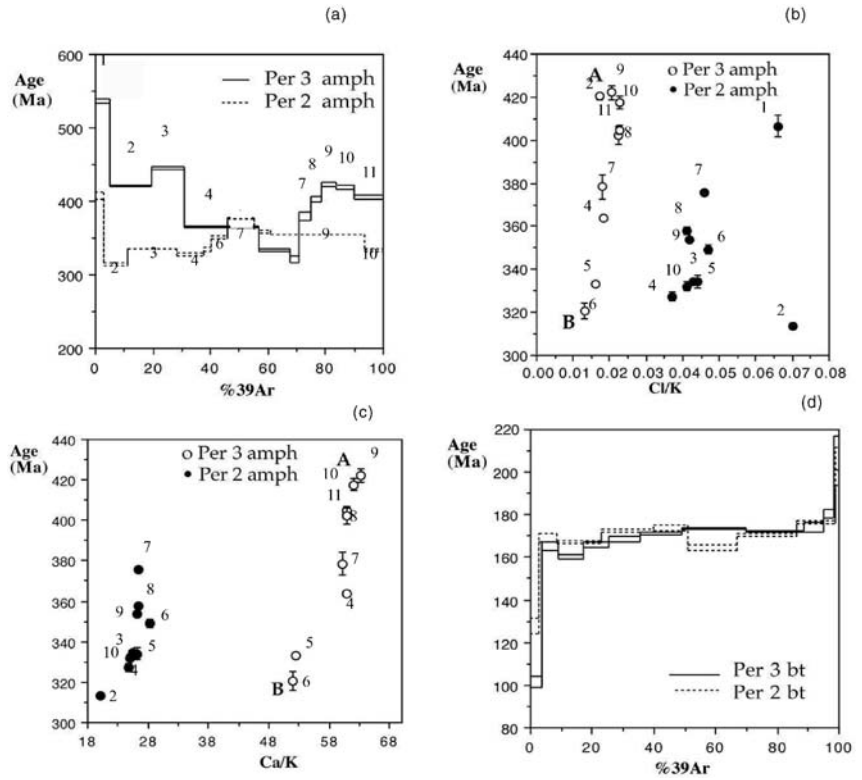 (a)
Age
(Ma)
600
500
400
300
200
0 20 40 60 80 100
%39Ar
Per 3 amph
Per 2 amph
1
2
3
4
7
8
9
10
11
2
3
4
6
7
9
10
(b)
Age
(Ma)
440
420
400
380
360
340
320
300
0.00 0.01 0.02 0.03 0.04 0.05 0.06 0.07 0.08
Cl/K
Per 3 amph
Per 2 amph
A
9
2
10
11
8
7
4
5
6
B
1
7
8
9
6
3
10
5
4
2
(c)
Age
(Ma)
440
420
400
380
360
340
320
300
18 28 38 48 58 68
Ca/K
Per 3 amph
Per 2 amph
A
9
10
11
8
7
4
5
B
6
7
8
9
6
3
5
10
4
2
(d)
Age
(Ma)
220
200
180
160
140
120
100
80
0 20 40 60 80 100
%39Ar
Per 3 bt
Per 2 bt